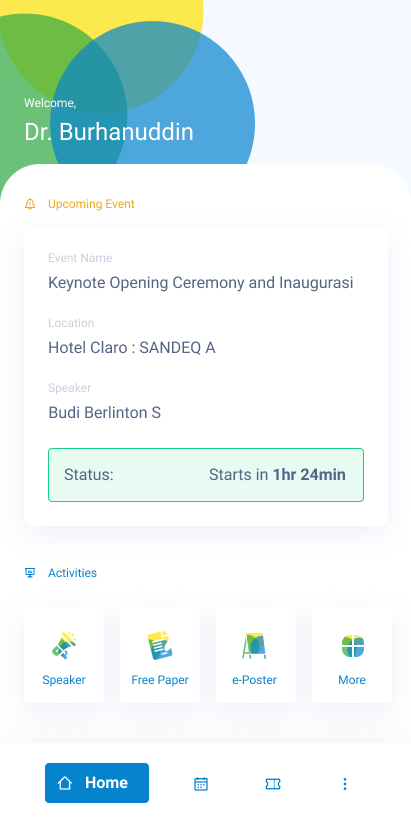 Welcome,
Dr. Burhanuddin
Upcoming Event
Event Name
Keynote Opening Ceremony and Inaugurasi
Location
Hotel Claro : SANDEQ A
Speaker
Budi Berlinton S
Status: Starts in 1hr 24min
Activities
Speaker Free Paper e-Poster More
Home